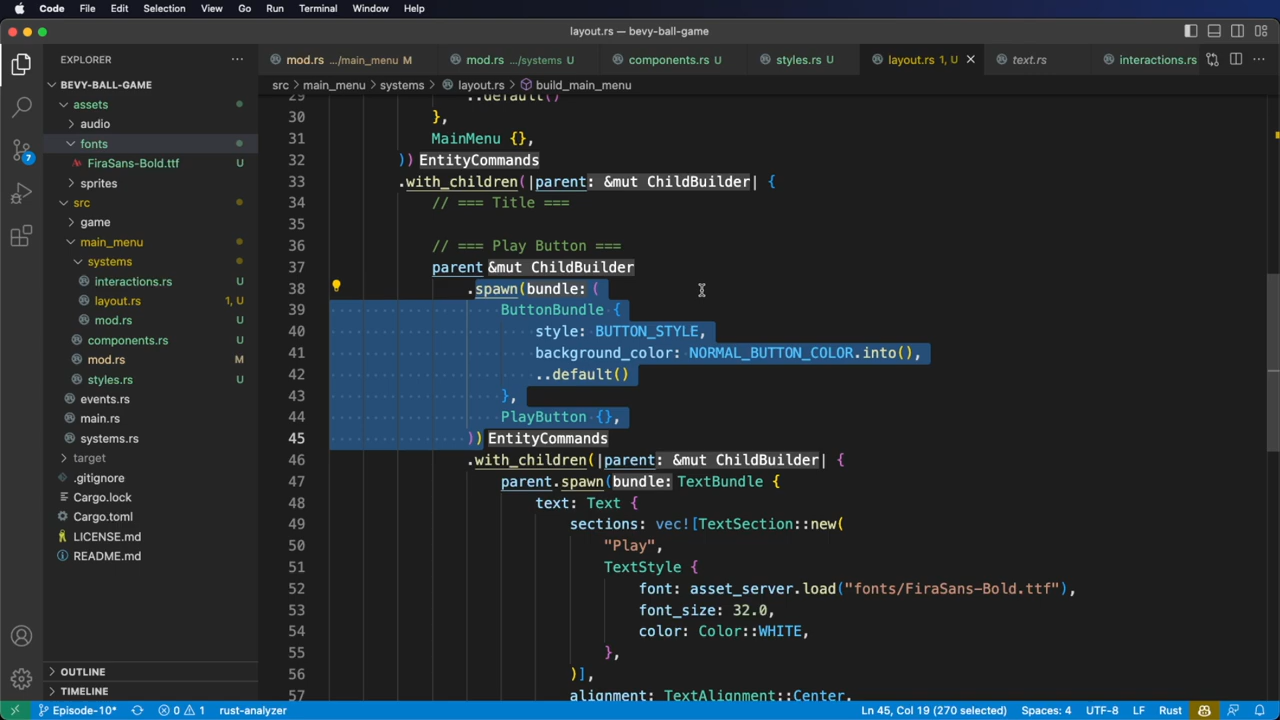 Code File Edit Selection View Go Run Terminal Window Help
layout.rs — bevy-ball-game
EXPLORER
BEVY-BALL-GAME
assets
audio
fonts
FiraSans-Bold.ttf U
sprites
src
game
main_menu
systems
interactions.rs U
layout.rs 1, U
mod.rs U
components.rs U
mod.rs M
styles.rs U
events.rs
main.rs
systems.rs
target
.gitignore
Cargo.lock
Cargo.toml
LICENSE.md
README.md
OUTLINE
TIMELINE
7
mod.rs .../main_menu M
mod.rs .../systems U
components.rs U
styles.rs U
layout.rs 1, U
text.rs
interactions.rs
src > main_menu > systems > layout.rs > build_main_menu
29 ..default()
30 },
31 MainMenu {},
32 )) EntityCommands
33 .with_children(|parent: &mut ChildBuilder| {
34 // === Title ===
35
36 // === Play Button ===
37 parent &mut ChildBuilder
38 .spawn(bundle: (
39 ButtonBundle {
40 style: BUTTON_STYLE,
41 background_color: NORMAL_BUTTON_COLOR.into(),
42 ..default()
43 },
44 PlayButton {},
45 )) EntityCommands
46 .with_children(|parent: &mut ChildBuilder| {
47 parent.spawn(bundle: TextBundle {
48 text: Text {
49 sections: vec![TextSection::new(
50 "Play",
51 TextStyle {
52 font: asset_server.load("fonts/FiraSans-Bold.ttf"),
53 font_size: 32.0,
54 color: Color::WHITE,
55 },
56 )],
57 alignment: TextAlignment::Center,
Episode-10* 0 1 rust-analyzer Ln 45, Col 19 (270 selected) Spaces: 4 UTF-8 LF Rust